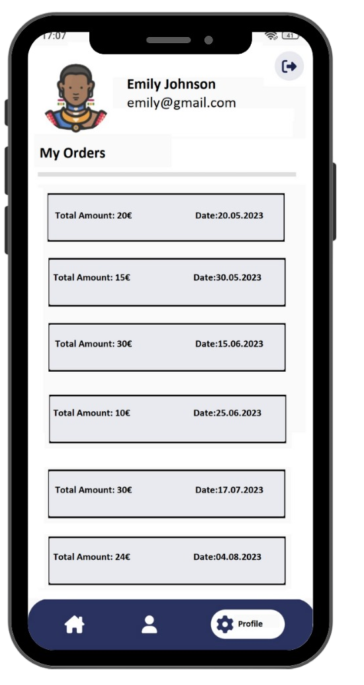 17:07 41
Emily Johnson
emily@gmail.com
My Orders
Total Amount: 20€ Date:20.05.2023
Total Amount: 15€ Date:30.05.2023
Total Amount: 30€ Date:15.06.2023
Total Amount: 10€ Date:25.06.2023
Total Amount: 30€ Date:17.07.2023
Total Amount: 24€ Date:04.08.2023
Profile